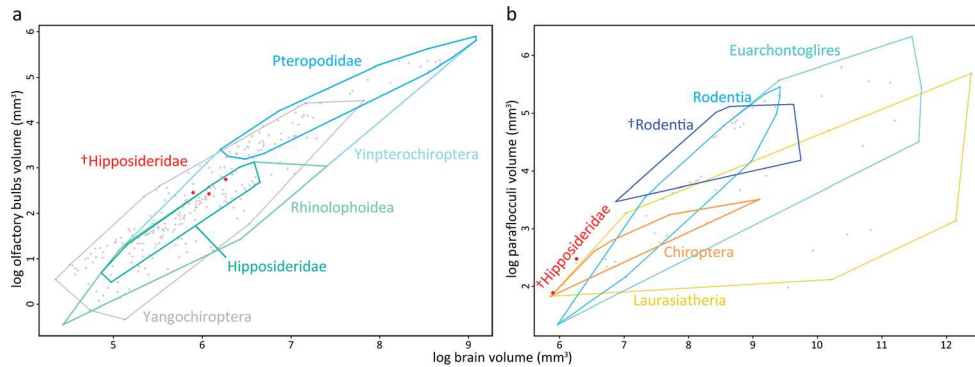 a
b
6
5
4
3
2
1
0
log olfactory bulbs volume (mm³)
Pteropodidae
†Hipposideridae
Yinpterochiroptera
Rhinolophoidea
Hipposideridae
Yangochiroptera
5
6
7
8
9
6
5
4
3
2
log paraflocculi volume (mm³)
Euarchontoglires
Rodentia
†Rodentia
†Hipposideridae
Chiroptera
Laurasiatheria
6
7
8
9
10
11
12
log brain volume (mm³)